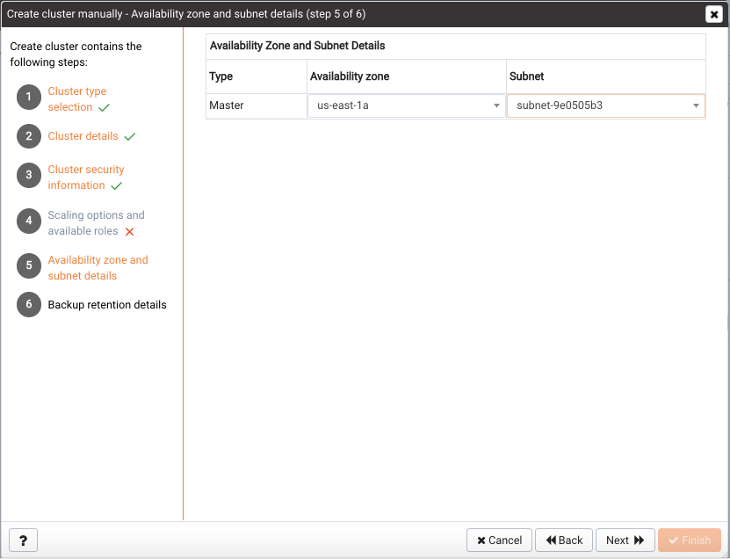 Create cluster manually - Availability zone and subnet details (step 5 of 6)
Create cluster contains the
following steps:
1 Cluster type
selection
2 Cluster details
3 Cluster security
information
4 Scaling options and
available roles
5 Availability zone and
subnet details
6 Backup retention details
Availability Zone and Subnet Details
Type Availability zone Subnet
Master us-east-1a subnet-9e0505b3
? Cancel Back Next Finish